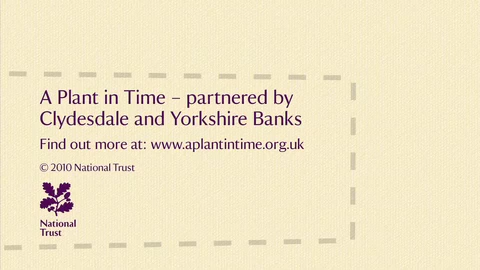 A Plant in Time – partnered by
Clydesdale and Yorkshire Banks
Find out more at: www.aplantintime.org.uk
© 2010 National Trust
National
Trust